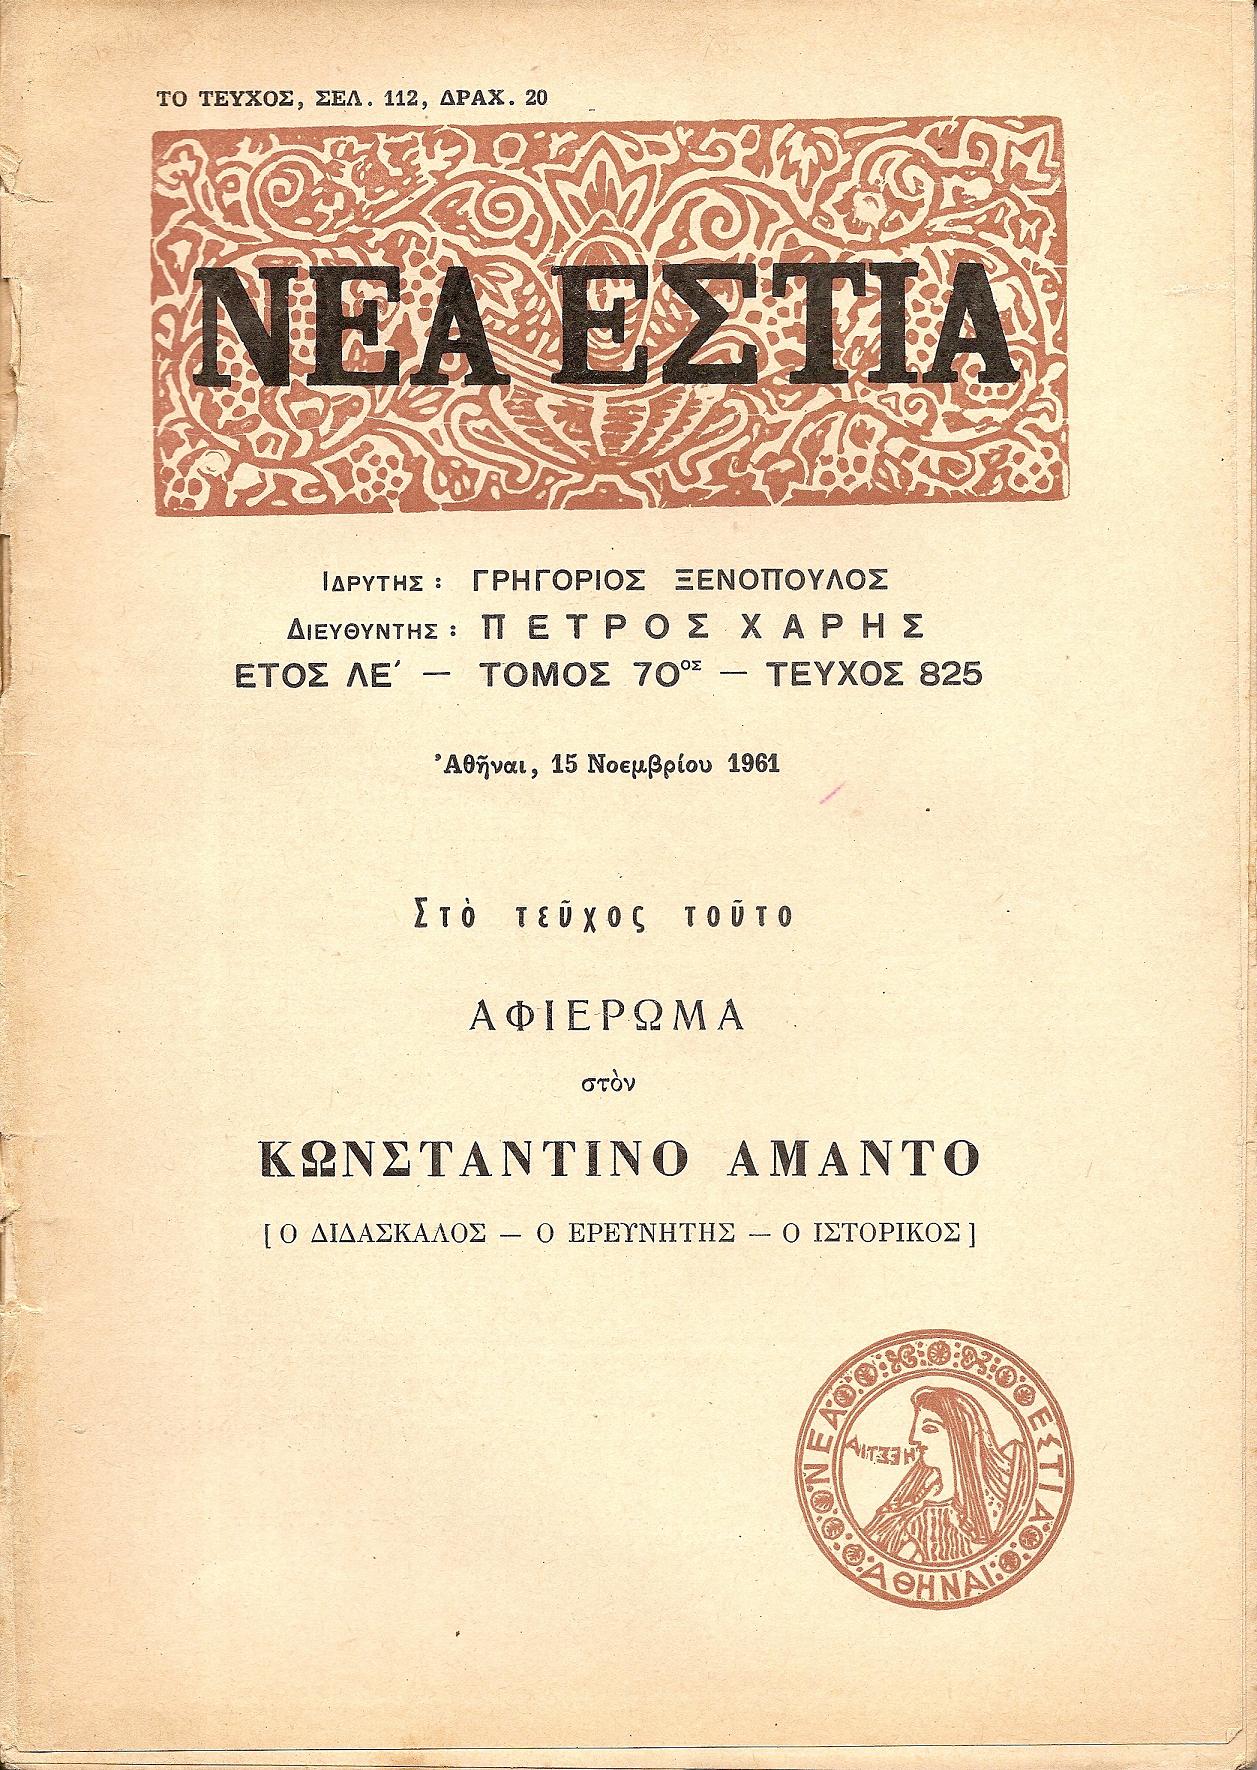 ΤΟ ΤΕΥΧΟΣ, ΣΕΛ. 112, ΔΡΑΧ. 20
ΝΕΑ ΕΣΤΙΑ
ΙΔΡΥΤΗΣ : ΓΡΗΓΟΡΙΟΣ ΞΕΝΟΠΟΥΛΟΣ
ΔΙΕΥΘΥΝΤΗΣ : ΠΕΤΡΟΣ ΧΑΡΗΣ
ΕΤΟΣ ΛΕ΄ — ΤΟΜΟΣ 70ΟΣ — ΤΕΥΧΟΣ 825
Ἀθῆναι, 15 Νοεμβρίου 1961
Στὸ τεῦχος τοῦτο
ΑΦΙΕΡΩΜΑ
στὸν
ΚΩΝΣΤΑΝΤΙΝΟ ΑΜΑΝΤΟ
[ Ο ΔΙΔΑΣΚΑΛΟΣ — Ο ΕΡΕΥΝΗΤΗΣ — Ο ΙΣΤΟΡΙΚΟΣ ]
ΝΕΑ ΕΣΤΙΑ
ΤΗ ΕΣΤΙΑ
ΑΘΗΝΑΙ